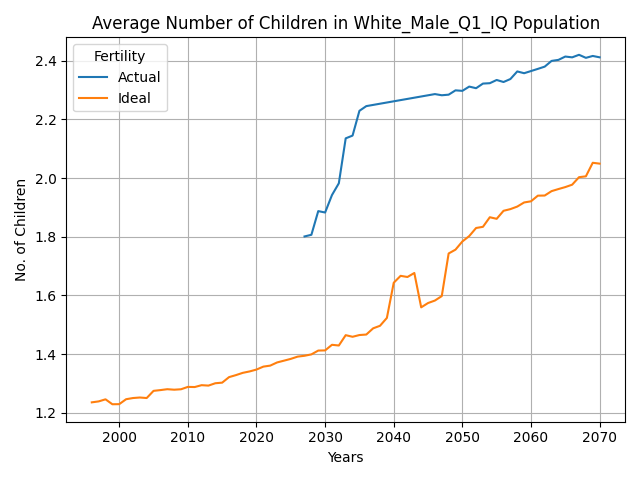 Average Number of Children in White_Male_Q1_IQ Population
Fertility
Actual
Ideal
No. of Children
2.4
2.2
2.0
1.8
1.6
1.4
1.2
2000
2010
2020
2030
2040
2050
2060
2070
Years